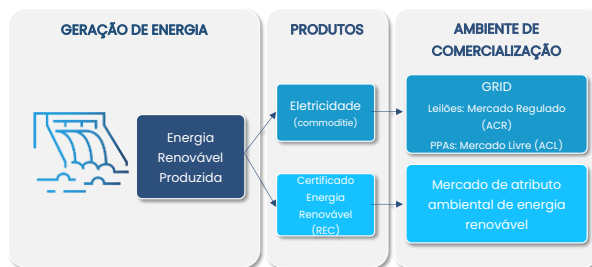 GERAÇÃO DE ENERGIA
PRODUTOS
AMBIENTE DE
COMERCIALIZAÇÃO
Energia
Renovável
Produzida
Eletricidade
(commoditie)
Certificado
Energia
Renovável
(REC)
GRID
Leilões: Mercado Regulado
(ACR)
PPAs: Mercado Livre (ACL)
Mercado de atributo
ambiental de energia
renovável